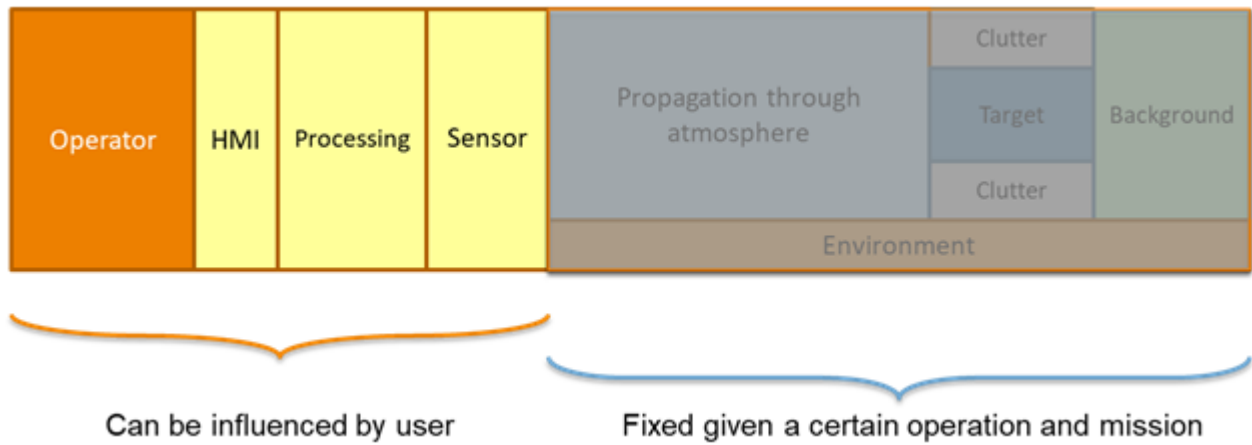 Operator
HMI
Processing
Sensor
Propagation through
atmosphere
Clutter
Target
Clutter
Background
Environment
Can be influenced by user
Fixed given a certain operation and mission